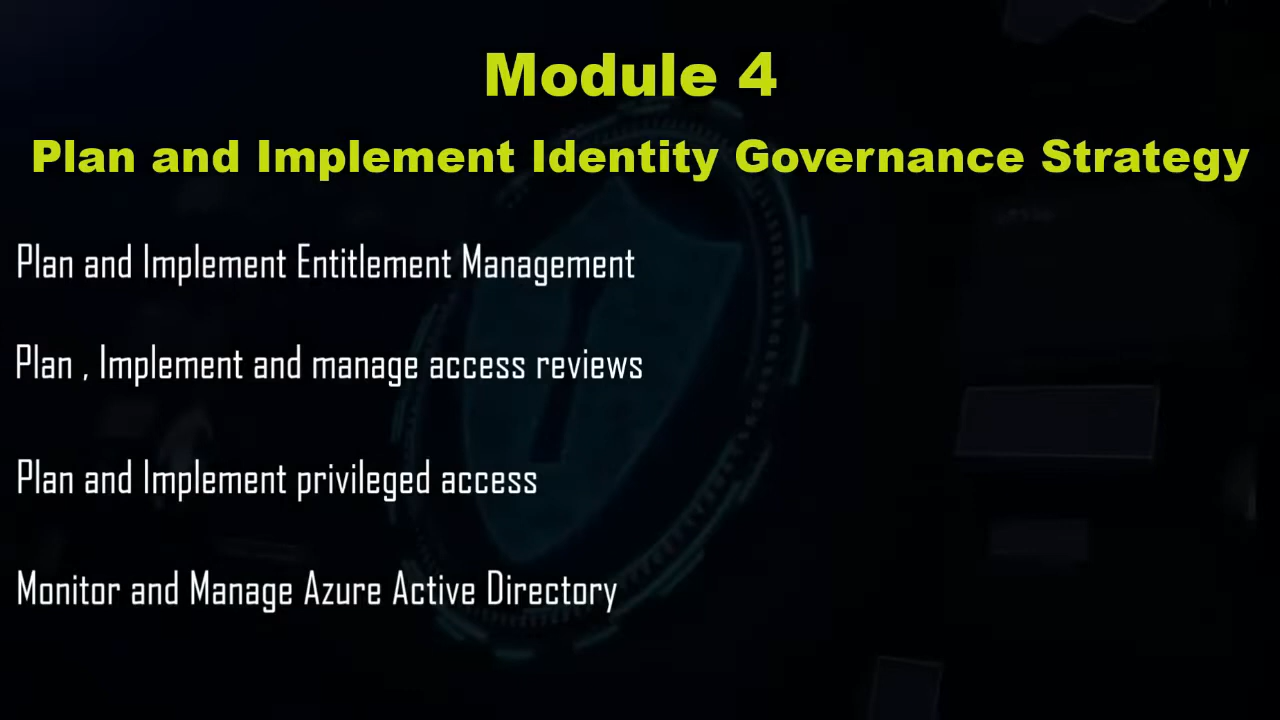 Module 4
Plan and Implement Identity Governance Strategy
Plan and Implement Entitlement Management
Plan , Implement and manage access reviews
Plan and Implement privileged access
Monitor and Manage Azure Active Directory